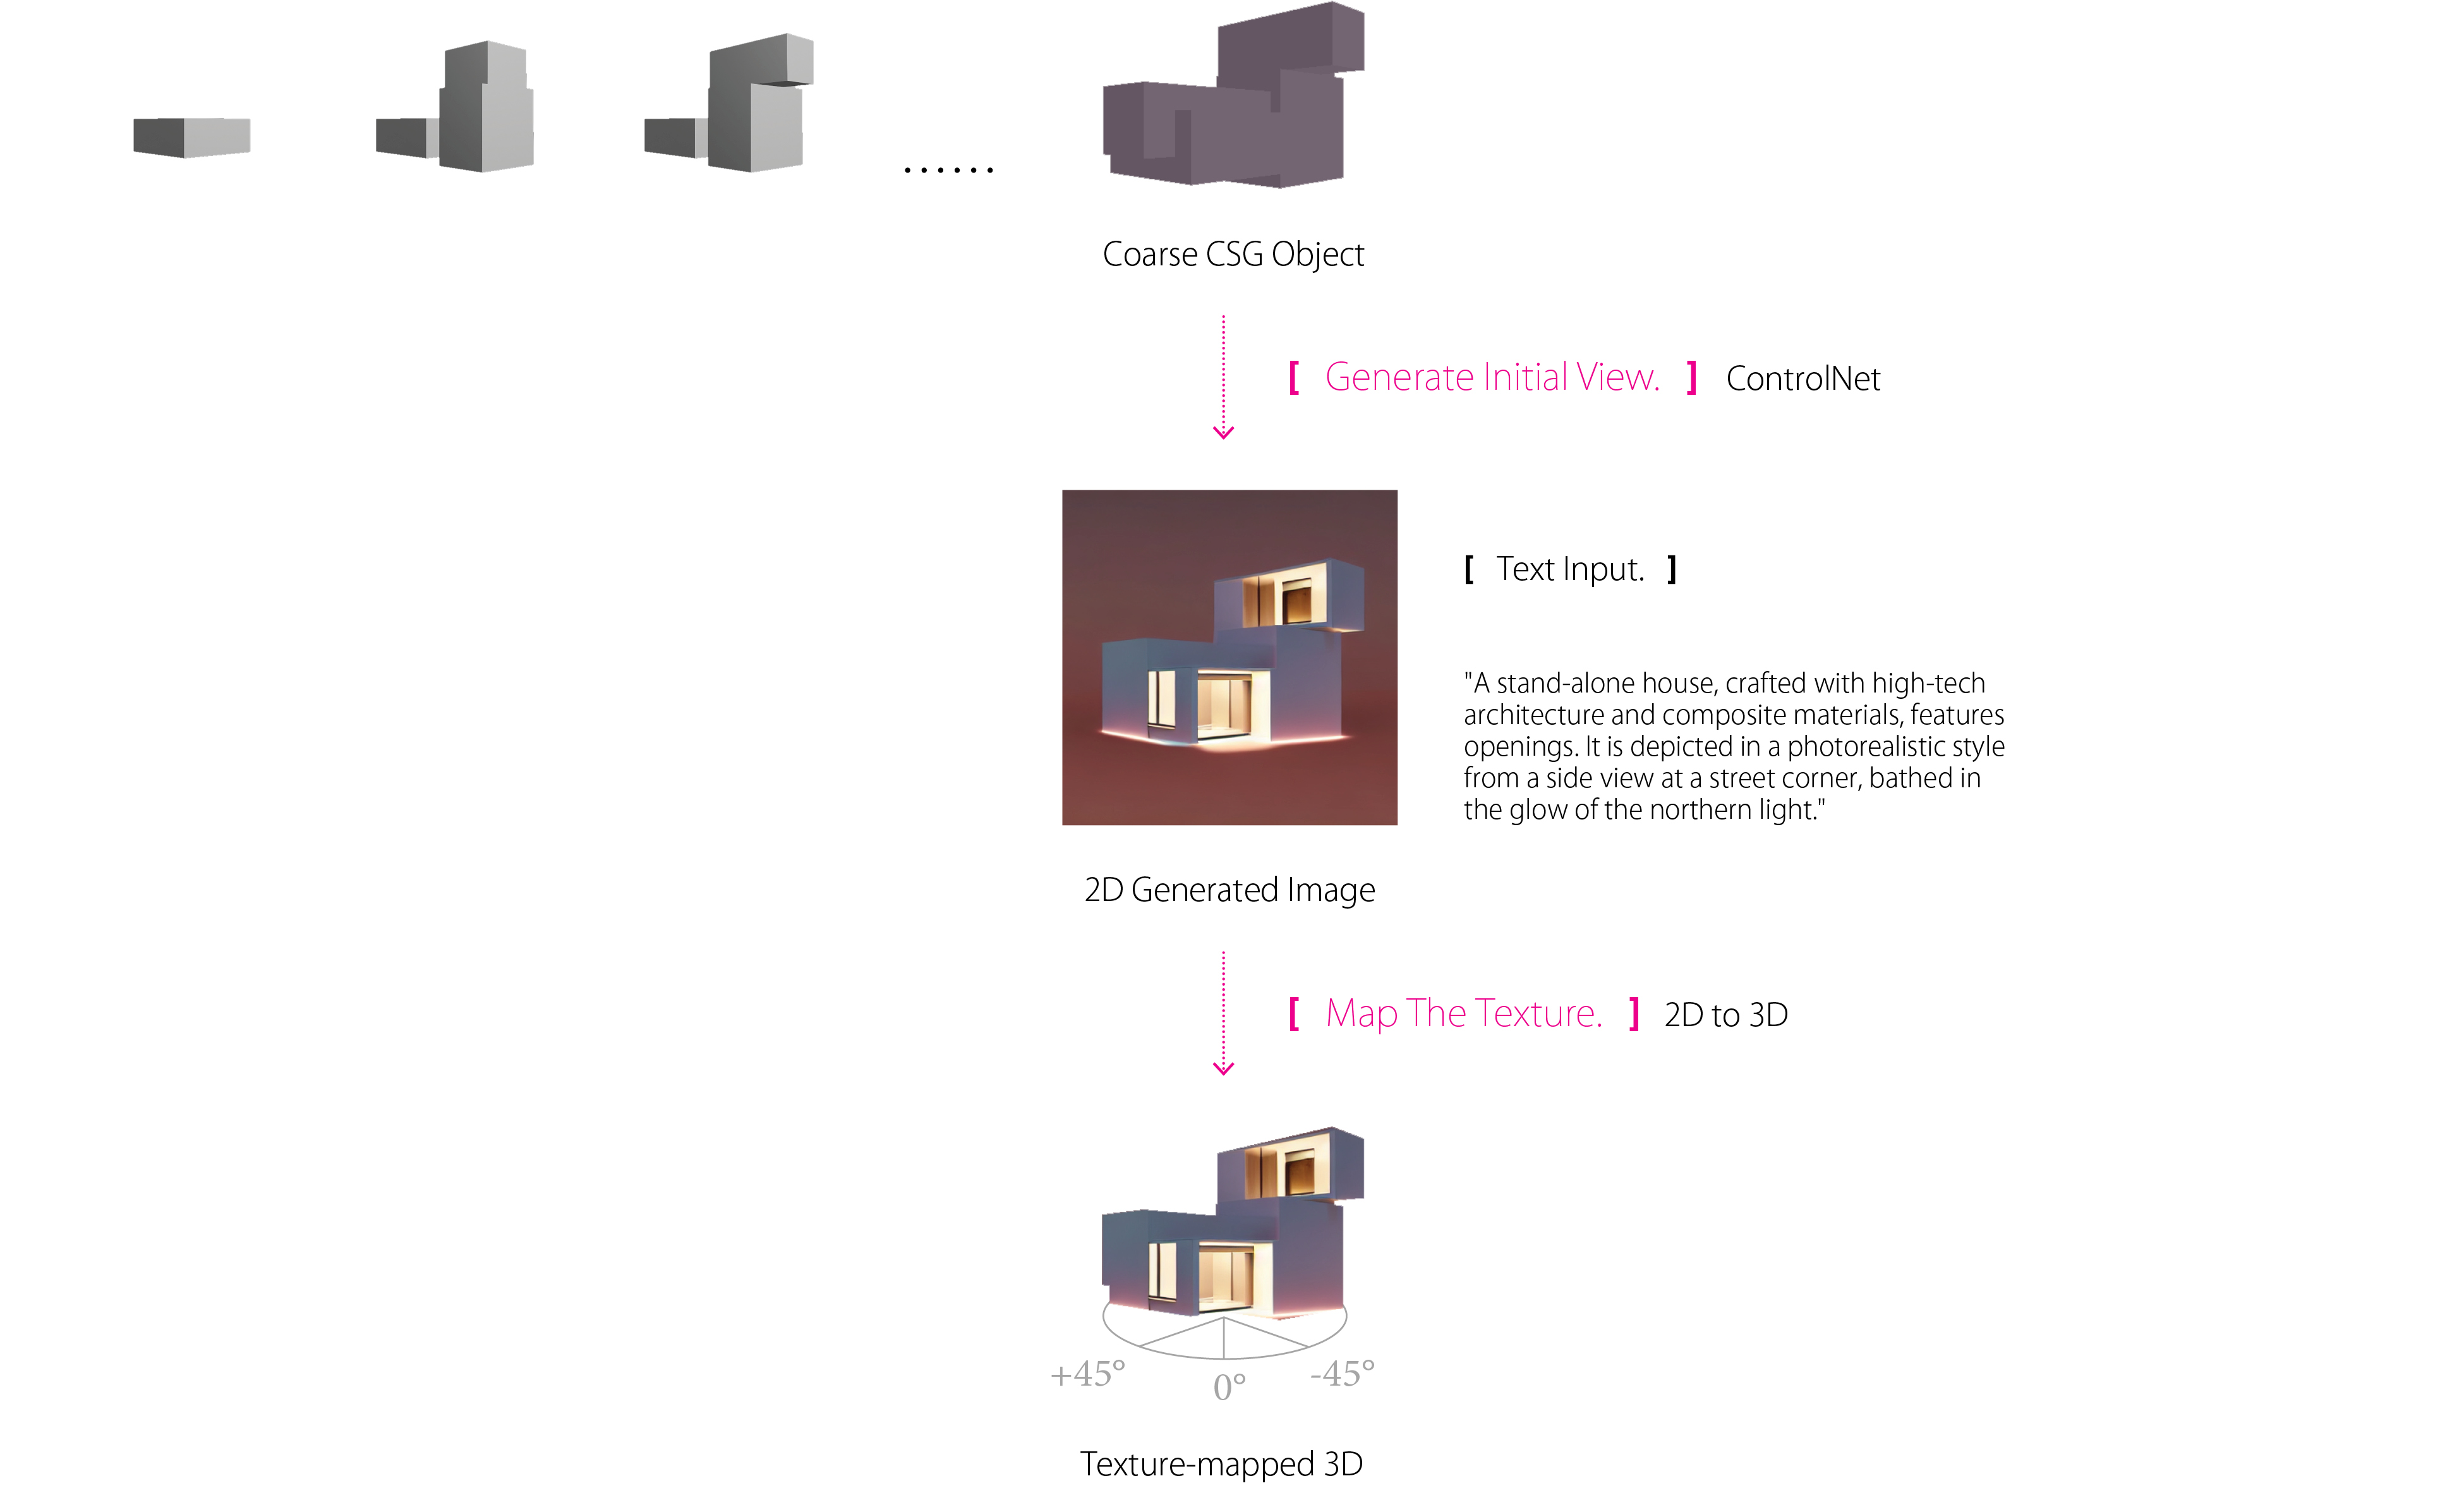 ......
Coarse CSG Object
[ Generate Initial View. ] ControlNet
[ Text Input. ]
"A stand-alone house, crafted with high-tech
architecture and composite materials, features
openings. It is depicted in a photorealistic style
from a side view at a street corner, bathed in
the glow of the northern light."
2D Generated Image
[ Map The Texture. ] 2D to 3D
+45° 0° -45°
Texture-mapped 3D